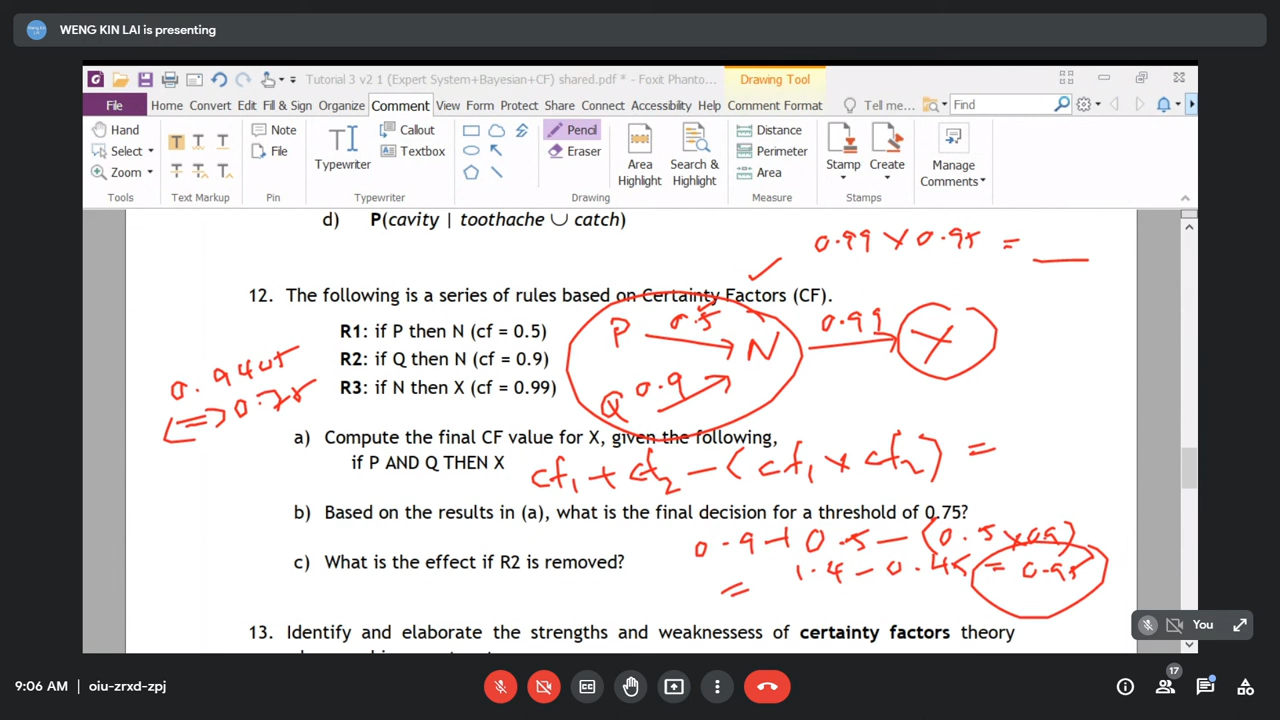 WENG KIN LAI is presenting
Tutorial 3 v2 1 (Expert System+Bayesian+CF) shared.pdf * - Foxit Phanto...
Drawing Tool
File Home Convert Edit Fill & Sign Organize Comment View Form Protect Share Connect Accessibility Help Comment Format Tell me... Find
Hand
Select
Zoom
Tools
Text Markup
Note
File
Pin
Typewriter
Callout
Textbox
Typewriter
Pencil
Eraser
Area Highlight
Search & Highlight
Drawing
Distance
Perimeter
Area
Measure
Stamp
Create
Stamps
Manage Comments
d) P(cavity | toothache ∪ catch)
0.99 X 0.95 =
12. The following is a series of rules based on Certainty Factors (CF).
R1: if P then N (cf = 0.5)
R2: if Q then N (cf = 0.9)
R3: if N then X (cf = 0.99)
P 0.5 N 0.99 X
Q 0.9
0.9405
<=> 0.75
a) Compute the final CF value for X, given the following,
if P AND Q THEN X
cf1 + cf2 - (cf1 x cf2) =
b) Based on the results in (a), what is the final decision for a threshold of 0.75?
0.9 + 0.5 - (0.5 x 0.9)
= 1.4 - 0.45 = 0.95
c) What is the effect if R2 is removed?
13. Identify and elaborate the strengths and weaknessess of certainty factors theory
You
9:06 AM | oiu-zrxd-zpj
17